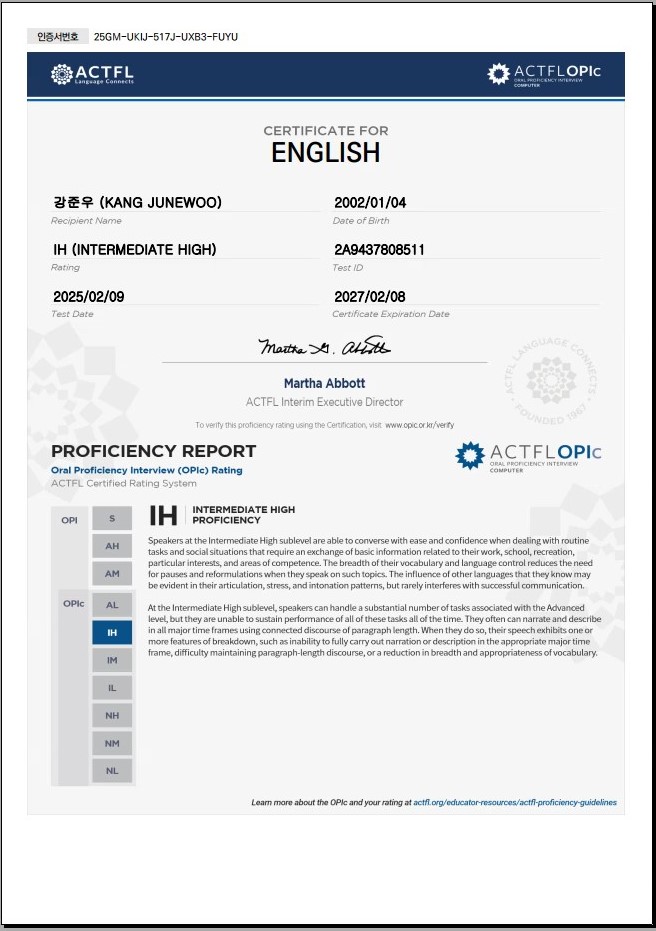 인증서번호 25GM-UKIJ-517J-UXB3-FUYU
ACTFL
Language Connects
ACTFL OPIc
ORAL PROFICIENCY INTERVIEW
COMPUTER
CERTIFICATE FOR
ENGLISH
강준우 (KANG JUNEWOO) 2002/01/04
Recipient Name Date of Birth
IH (INTERMEDIATE HIGH) 2A9437808511
Rating Test ID
2025/02/09 2027/02/08
Test Date Certificate Expiration Date
Martha G. Abbott
Martha Abbott
ACTFL Interim Executive Director
ACTFL LANGUAGE CONNECTS
FOUNDED 1967
To verify this proficiency rating using the Certification, visit www.opic.or.kr/verify
PROFICIENCY REPORT
Oral Proficiency Interview (OPIc) Rating
ACTFL Certified Rating System
ACTFL OPIc
ORAL PROFICIENCY INTERVIEW
COMPUTER
OPI
S
AH
AM
OPIc
AL
IH
IM
IL
NH
NM
NL
IH INTERMEDIATE HIGH
PROFICIENCY
Speakers at the Intermediate High sublevel are able to converse with ease and confidence when dealing with routine
tasks and social situations that require an exchange of basic information related to their work, school, recreation,
particular interests, and areas of competence. The breadth of their vocabulary and language control reduces the need
for pauses and reformulations when they speak on such topics. The influence of other languages that they know may
be evident in their articulation, stress, and intonation patterns, but rarely interferes with successful communication.
At the Intermediate High sublevel, speakers can handle a substantial number of tasks associated with the Advanced
level, but they are unable to sustain performance of all of these tasks all of the time. They often can narrate and describe
in all major time frames using connected discourse of paragraph length. When they do so, their speech exhibits one or
more features of breakdown, such as inability to fully carry out narration or description in the appropriate major time
frame, difficulty maintaining paragraph-length discourse, or a reduction in breadth and appropriateness of vocabulary.
Learn more about the OPIc and your rating at actfl.org/educator-resources/actfl-proficiency-guidelines